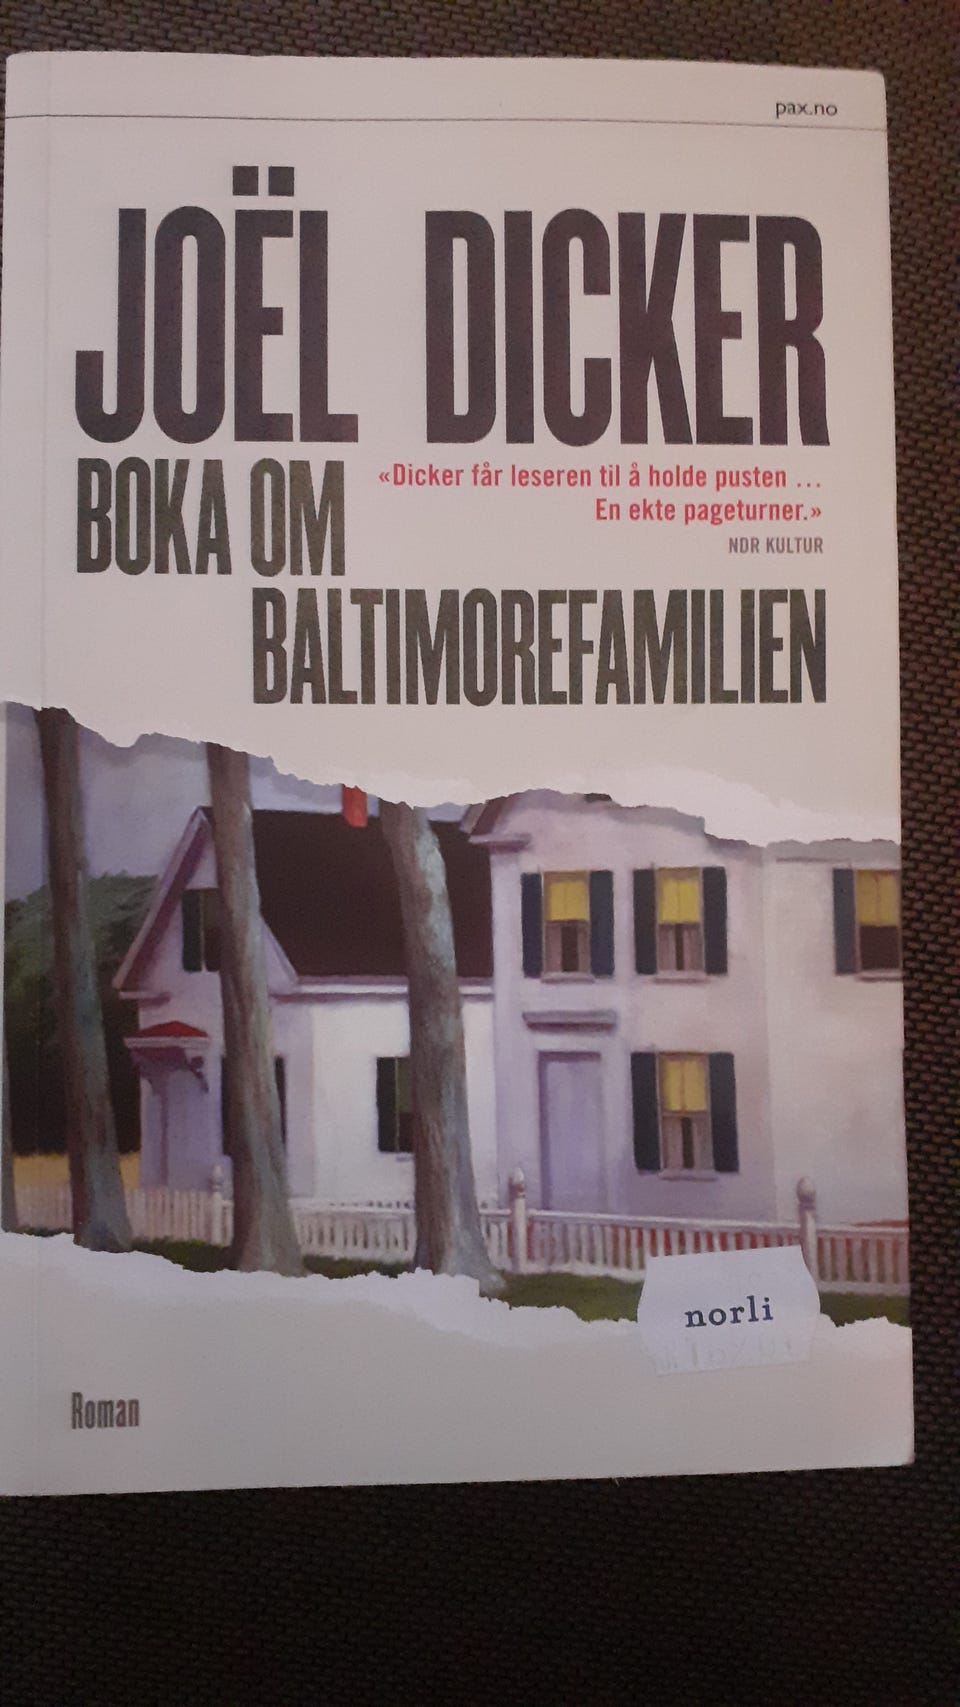 pax.no
JOËL DICKER
BOKA OM
«Dicker får leseren til å holde pusten ...
En ekte pageturner.»
NDR KULTUR
BALTIMOREFAMILIEN
norli
Roman